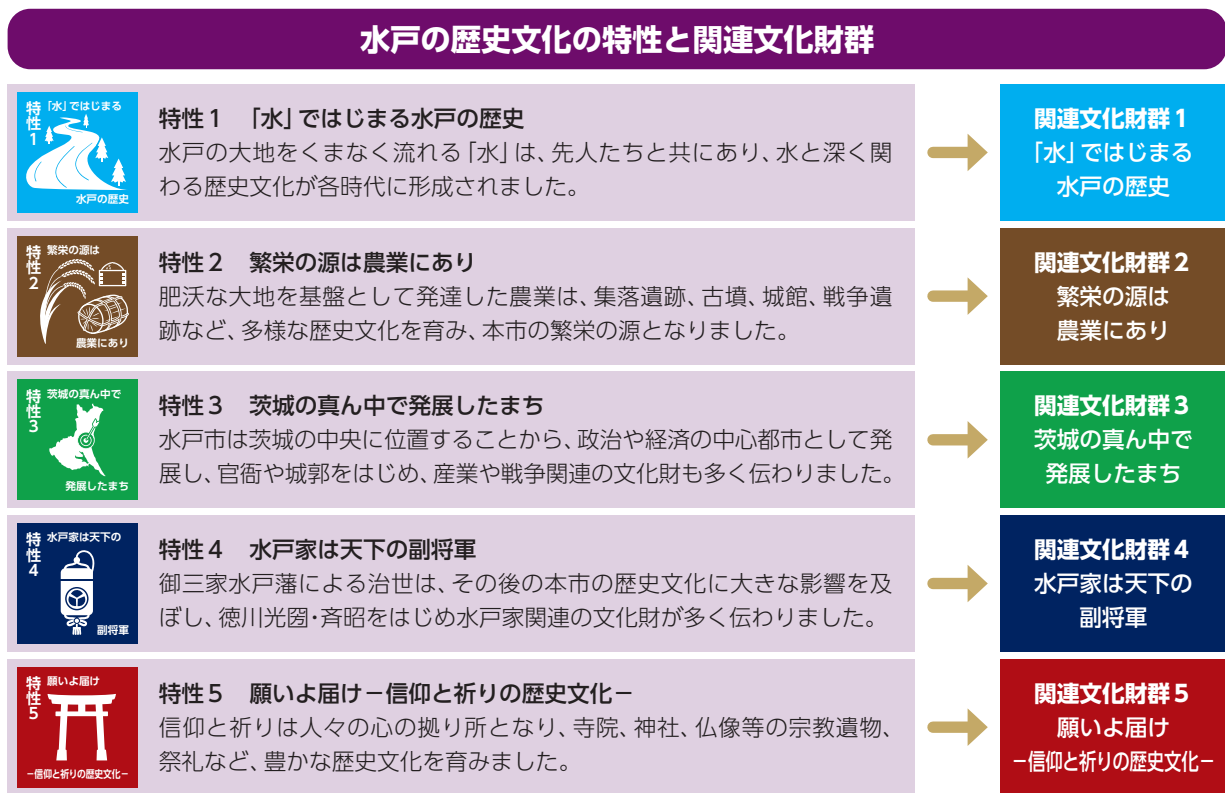 水戸の歴史文化の特性と関連文化財群
特性1
「水」ではじまる
水戸の歴史
特性1 「水」ではじまる水戸の歴史
水戸の大地をくまなく流れる「水」は、先人たちと共にあり、水と深く関
わる歴史文化が各時代に形成されました。
関連文化財群1
「水」ではじまる
水戸の歴史
特性2
繁栄の源は
農業にあり
特性2 繁栄の源は農業にあり
肥沃な大地を基盤として発達した農業は、集落遺跡、古墳、城館、戦争遺
跡など、多様な歴史文化を育み、本市の繁栄の源となりました。
関連文化財群2
繁栄の源は
農業にあり
特性3
茨城の真ん中で
発展したまち
特性3 茨城の真ん中で発展したまち
水戸市は茨城の中央に位置することから、政治や経済の中心都市として発
展し、官衙や城郭をはじめ、産業や戦争関連の文化財も多く伝わりました。
関連文化財群3
茨城の真ん中で
発展したまち
特性4
水戸家は天下の
副将軍
特性4 水戸家は天下の副将軍
御三家水戸藩による治世は、その後の本市の歴史文化に大きな影響を及
ぼし、徳川光圀・斉昭をはじめ水戸家関連の文化財が多く伝わりました。
関連文化財群4
水戸家は天下の
副将軍
特性5
願いよ届け
－信仰と祈りの歴史文化－
特性5 願いよ届け－信仰と祈りの歴史文化－
信仰と祈りは人々の心の拠り所となり、寺院、神社、仏像等の宗教遺物、
祭礼など、豊かな歴史文化を育みました。
関連文化財群5
願いよ届け
－信仰と祈りの歴史文化－